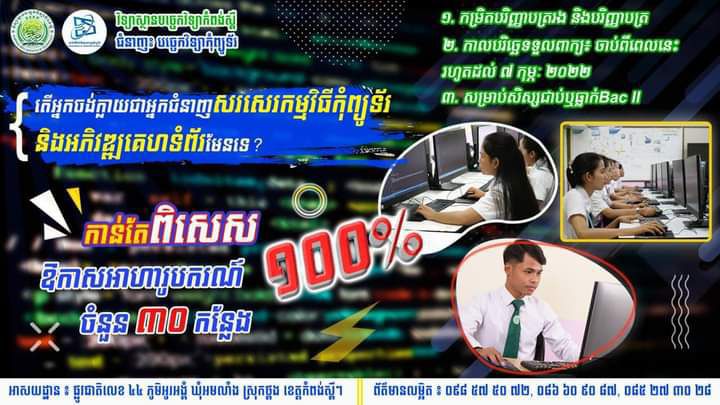 វិទ្យាស្ថានបច្ចេកវិទ្យាកំពង់ស្ពឺ
ជំនាញ៖ បច្ចេកវិទ្យាកុំព្យូទ័រ
១. កម្រិតបរិញ្ញាបត្ររង និងបរិញ្ញាបត្រ
២. កាលបរិច្ឆេទទទួលពាក្យ៖ ចាប់ពីពេលនេះ
រហូតដល់ ៧ កុម្ភៈ ២០២២
៣. សម្រាប់សិស្សជាប់ឬធ្លាក់Bac II
តើអ្នកចង់ក្លាយជាអ្នកជំនាញសរសេរកម្មវិធីកុំព្យូទ័រ
និងអភិវឌ្ឍគេហទំព័រមែនទេ?
កាន់តែពិសេស
១០០%
ឱកាសអាហារូបករណ៍
ចំនួន ៣០ កន្លែង
អាសយដ្ឋាន ៖ ផ្លូវជាតិលេខ ៤៤ ភូមិអូរអង្គុំ ឃុំអមលាំង ស្រុកថ្ពង ខេត្តកំពង់ស្ពឺ។
ព័ត៌មានលម្អិត ៖ ០៩៨ ៥៧ ៥០ ៧២, ០៨៦ ៦០ ៩០ ៨៧, ០៨៥ ២៧ ៣០ ២៨